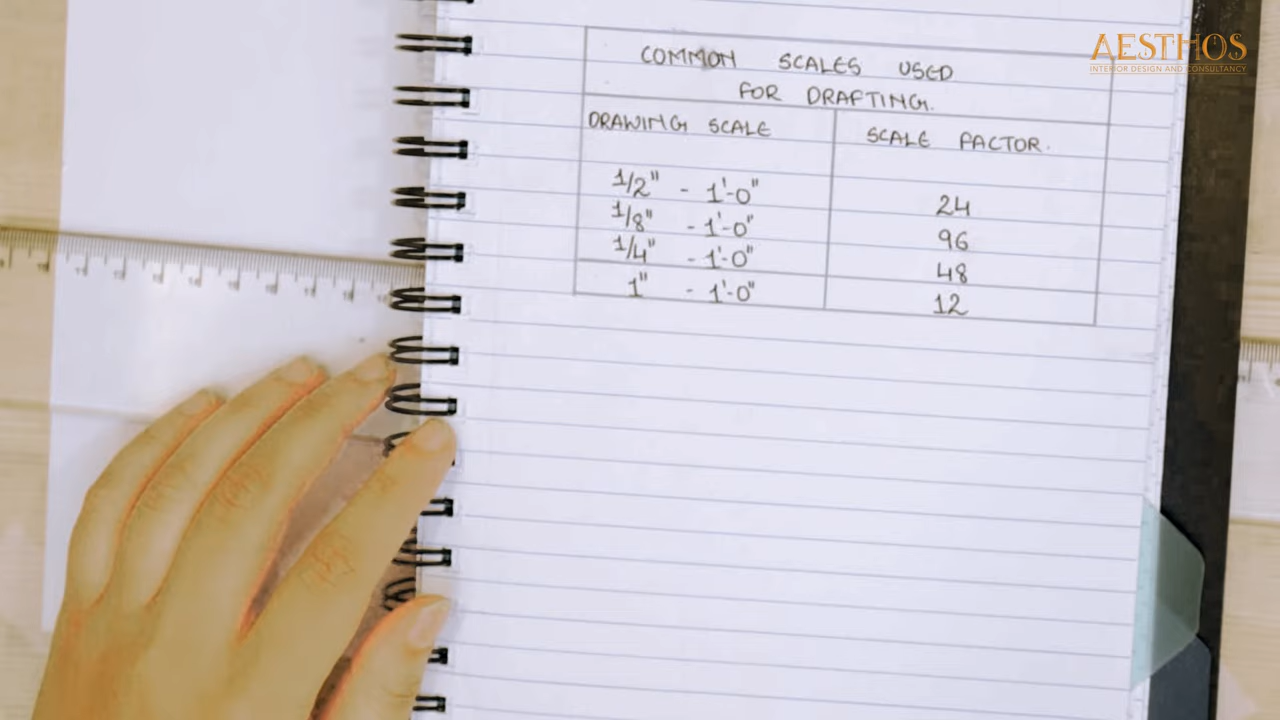 AESTHOS
INTERIOR DESIGN AND CONSULTANCY
COMMON SCALES USED
FOR DRAFTING.
DRAWING SCALE SCALE FACTOR.
1/2" - 1'-0" 24
1/8" - 1'-0" 96
1/4" - 1'-0" 48
1" - 1'-0" 12